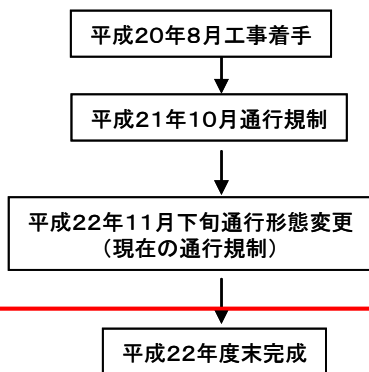 平成20年8月工事着手
平成21年10月通行規制
平成22年11月下旬通行形態変更
（現在の通行規制）
平成22年度末完成